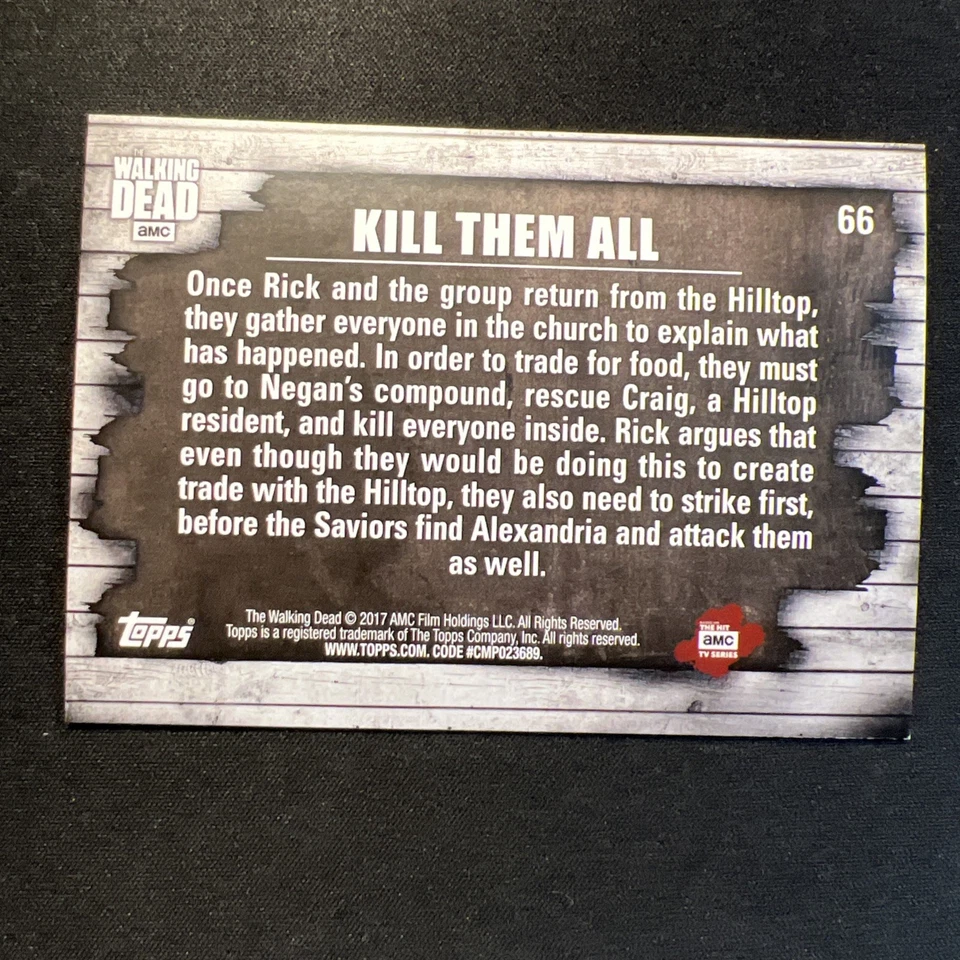 THE
WALKING
DEAD
aMC
66
KILL THEM ALL
Once Rick and the group return from the Hilltop,
they gather everyone in the church to explain what
has happened. In order to trade for food, they must
go to Negan's compound, rescue Craig, a Hilltop
resident, and kill everyone inside. Rick argues that
even though they would be doing this to create
trade with the Hilltop, they also need to strike first,
before the Saviors find Alexandria and attack them
as well.
Topps
The Walking Dead © 2017 AMC Film Holdings LLC. All Rights Reserved.
Topps is a registered trademark of The Topps Company, Inc. All rights reserved.
WWW.TOPPS.COM. CODE #CMP023689.
BASED ON
THE HIT
aMC
TV SERIES